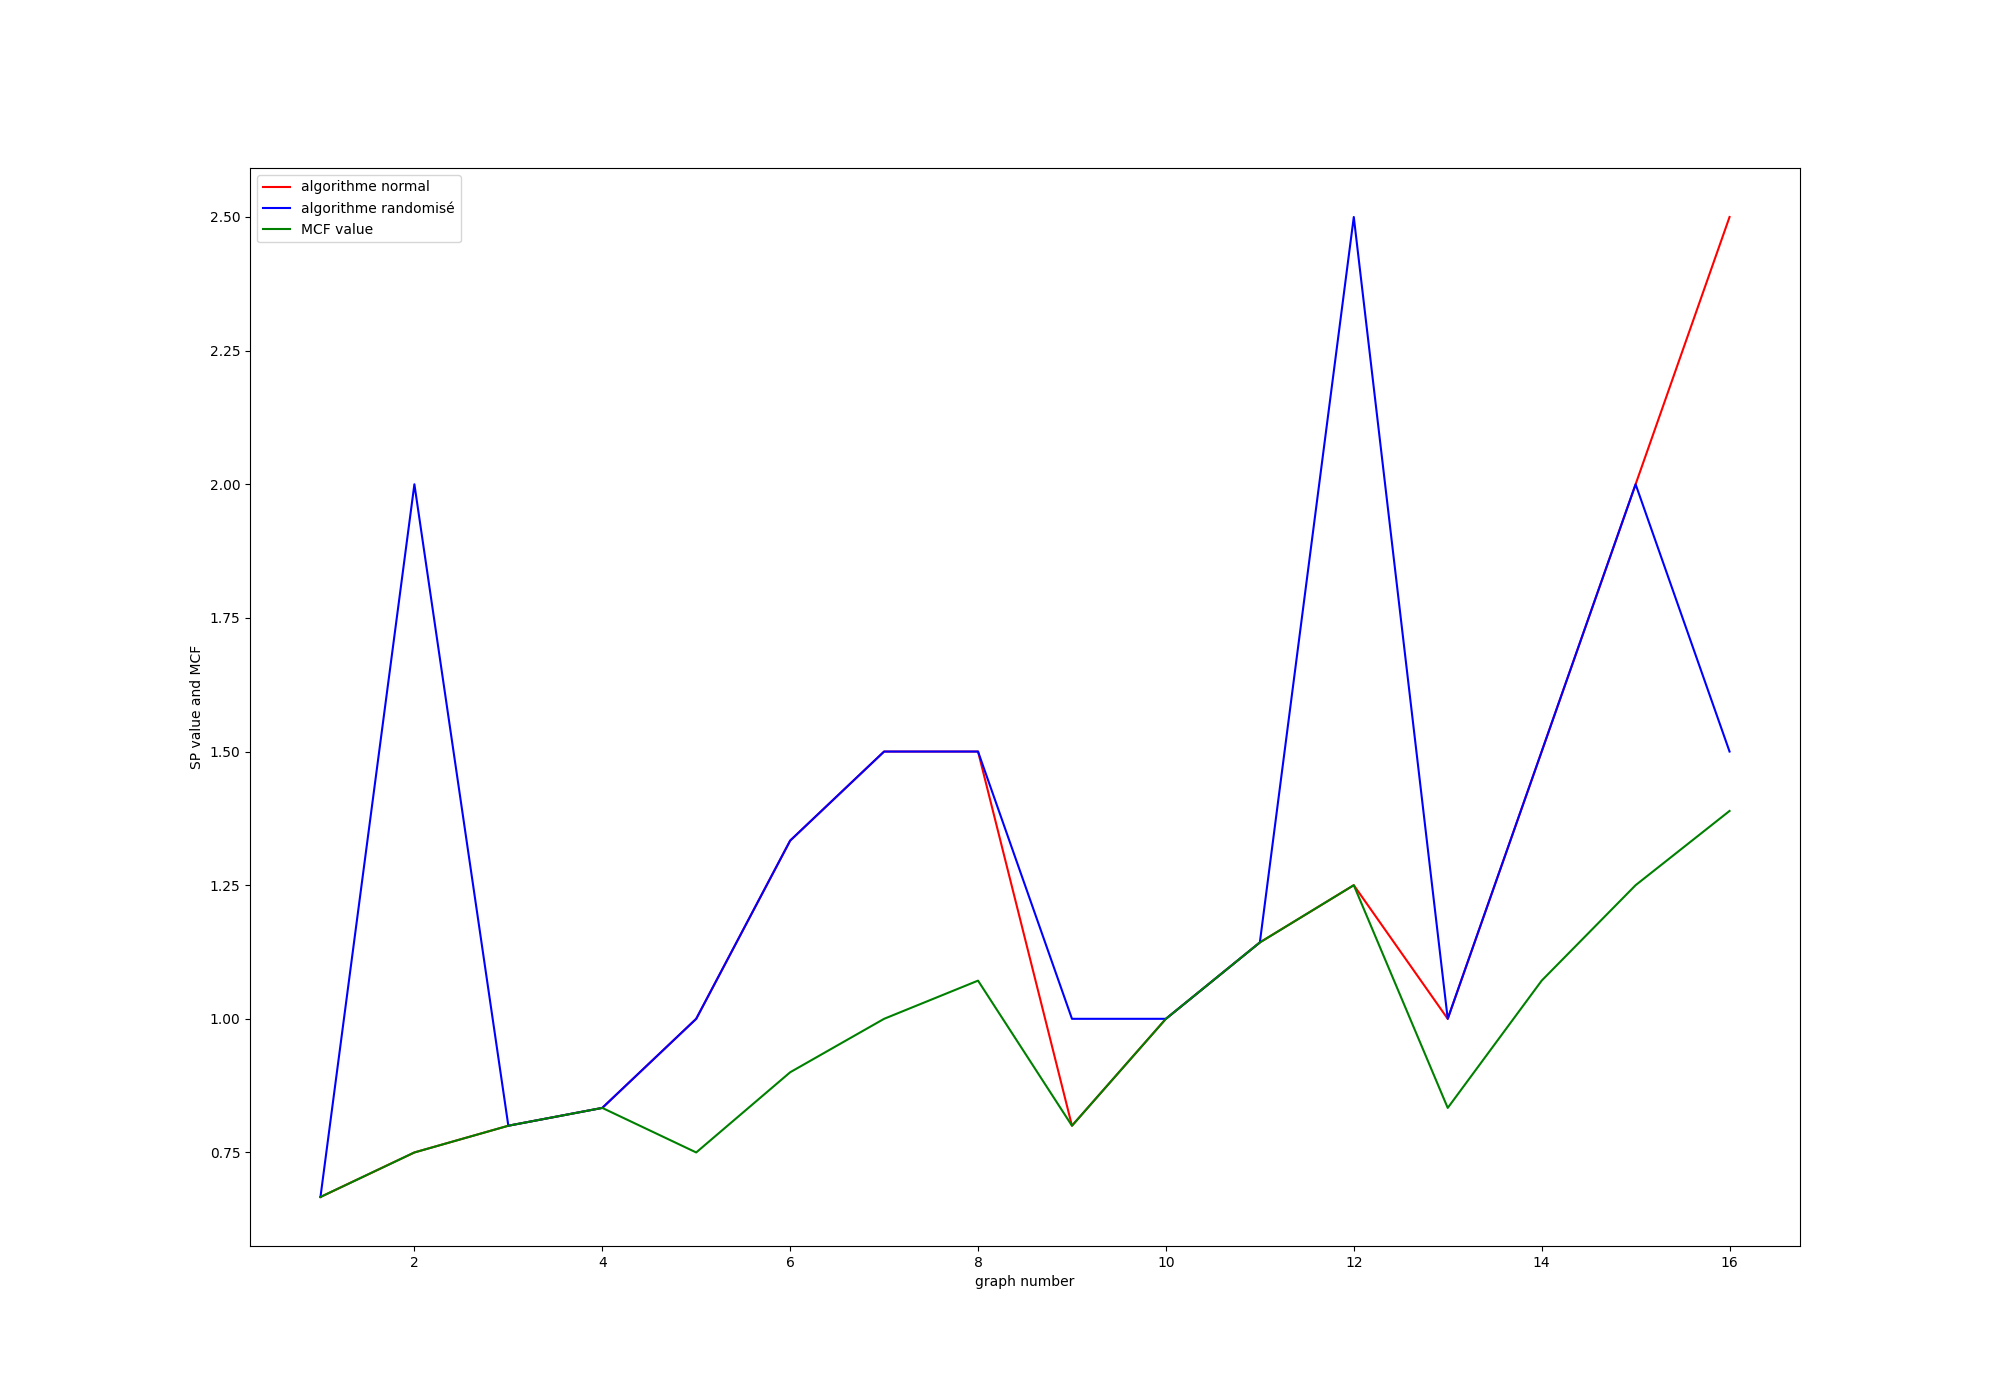 algorithme normal
algorithme randomisé
MCF value
2.50
2.25
2.00
1.75
1.50
1.25
1.00
0.75
SP value and MCF
2 4 6 8 10 12 14 16
graph number